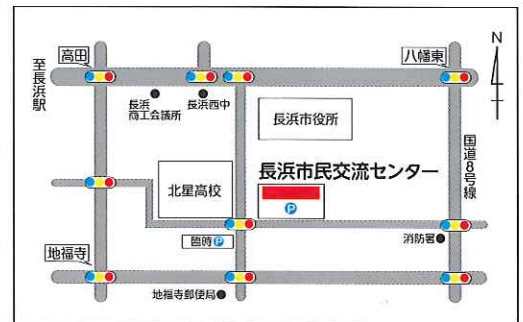 高田
八幡東
N
至長浜駅
長浜
商工会議所
長浜西中
長浜市役所
国道8号線
長浜市民交流センター
北星高校
P
臨時P
消防署
地福寺
地福寺郵便局